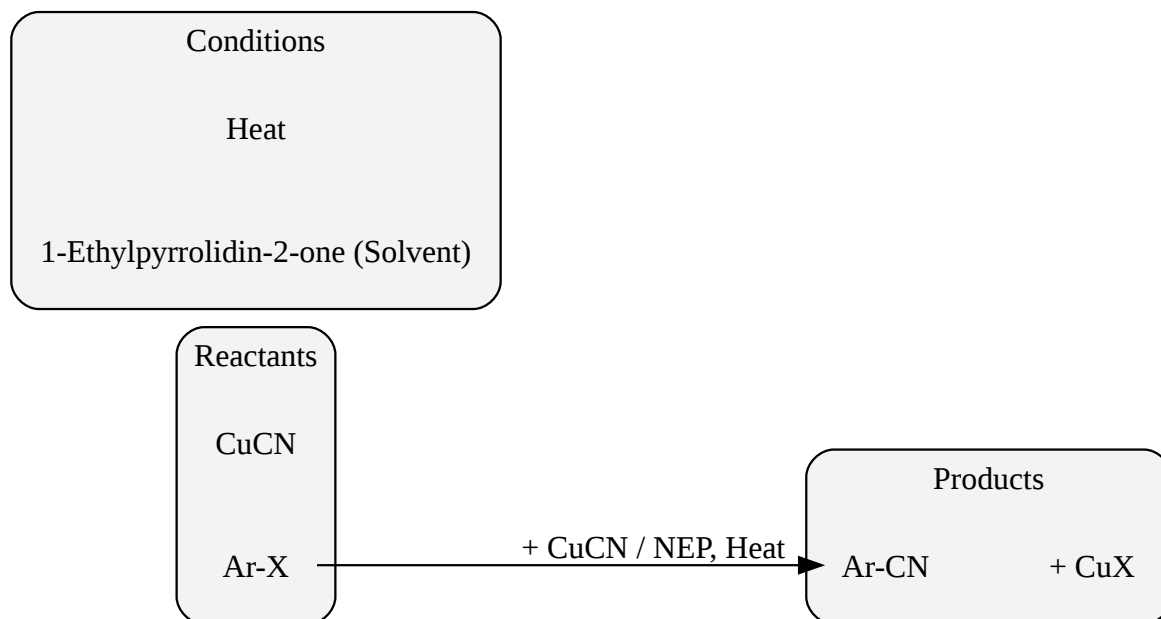 Conditions
Heat
1-Ethylpyrrolidin-2-one (Solvent)
Reactants
CuCN
Ar-X
+ CuCN / NEP, Heat
Products
Ar-CN
+ CuX